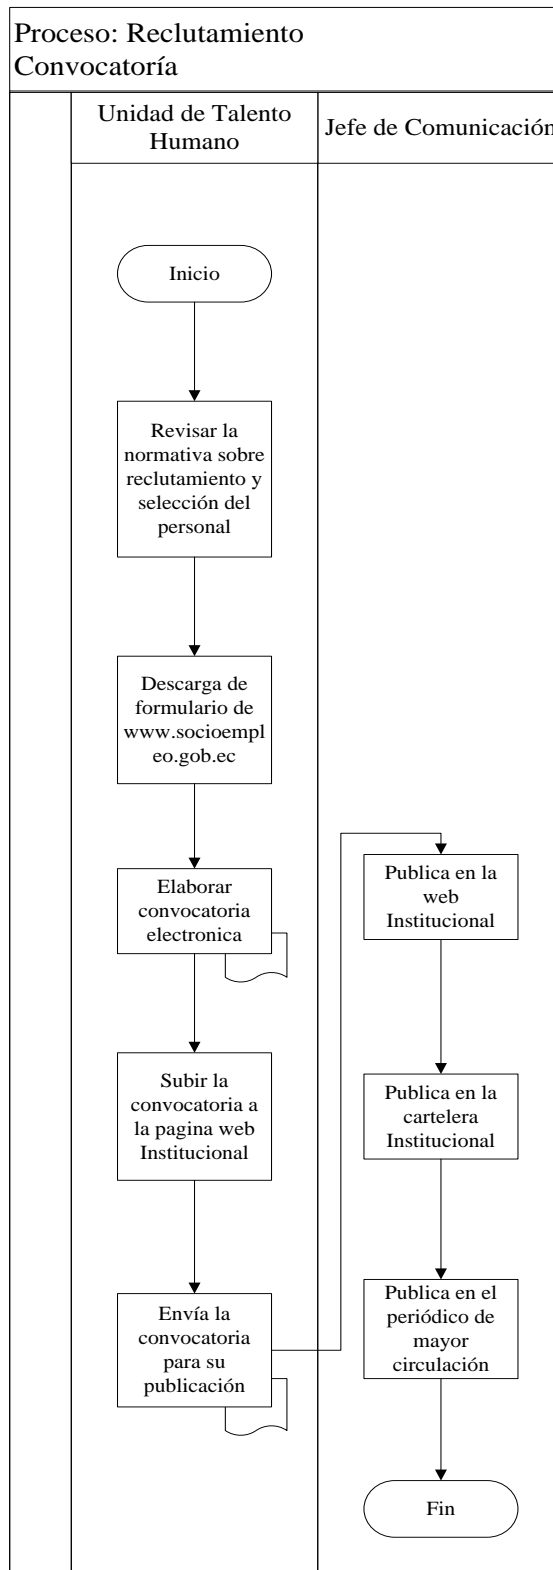 Proceso: Reclutamiento
Convocatoría
Unidad de Talento
Humano
Jefe de Comunicación
Inicio
Revisar la
normativa sobre
reclutamiento y
selección del
personal
Descarga de
formulario de
www.socioempl
eo.gob.ec
Elaborar
convocatoria
electronica
Subir la
convocatoria a
la pagina web
Institucional
Envía la
convocatoria
para su
publicación
Publica en la
web
Institucional
Publica en la
cartelera
Institucional
Publica en el
periódico de
mayor
circulación
Fin